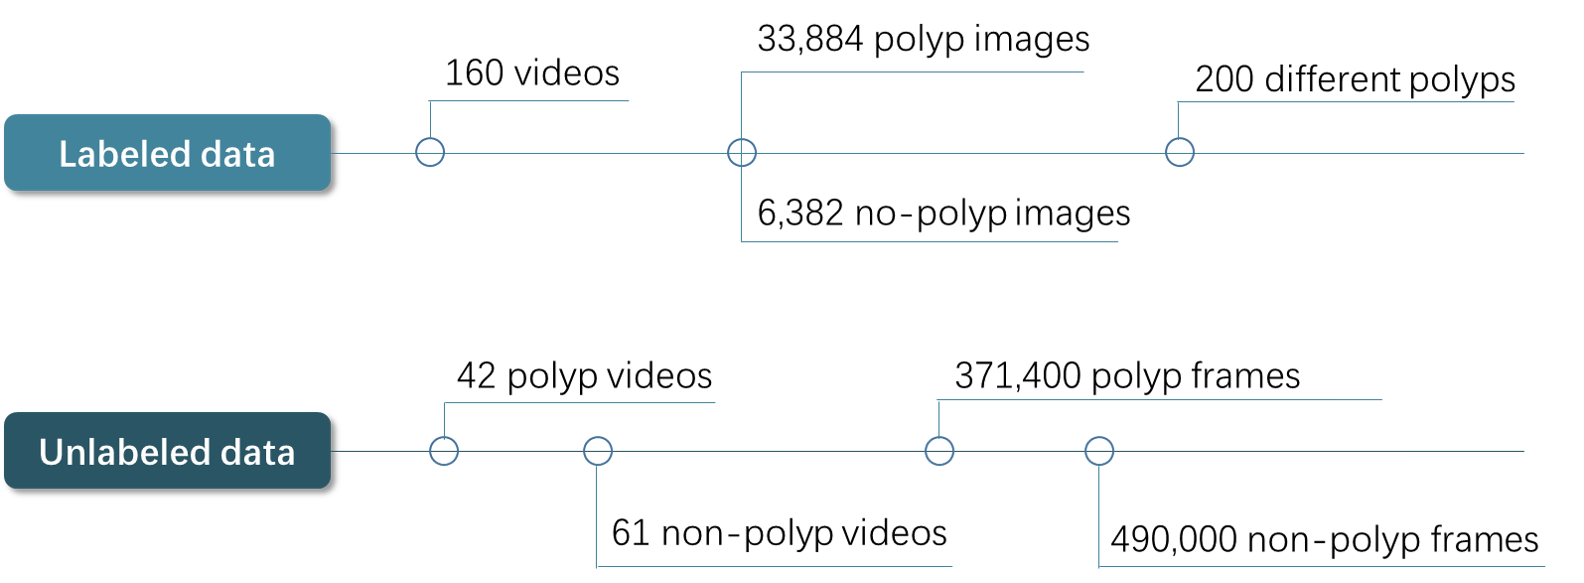 Labeled data
160 videos
33,884 polyp images
6,382 no-polyp images
200 different polyps
Unlabeled data
42 polyp videos
61 non-polyp videos
371,400 polyp frames
490,000 non-polyp frames